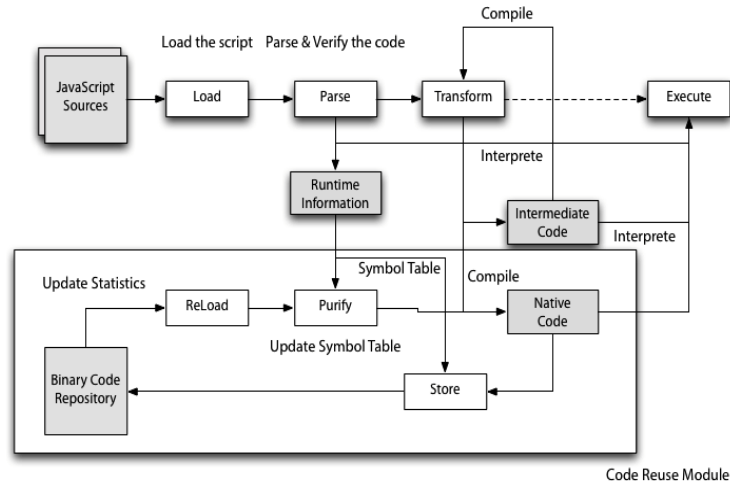 Compile
Load the script
Parse & Verify the code
JavaScript
Sources
Load
Parse
Transform
Execute
Interprete
Runtime
Information
Intermediate
Code
Interprete
Symbol Table
Compile
Update Statistics
ReLoad
Purify
Native
Code
Update Symbol Table
Binary Code
Repository
Store
Code Reuse Module